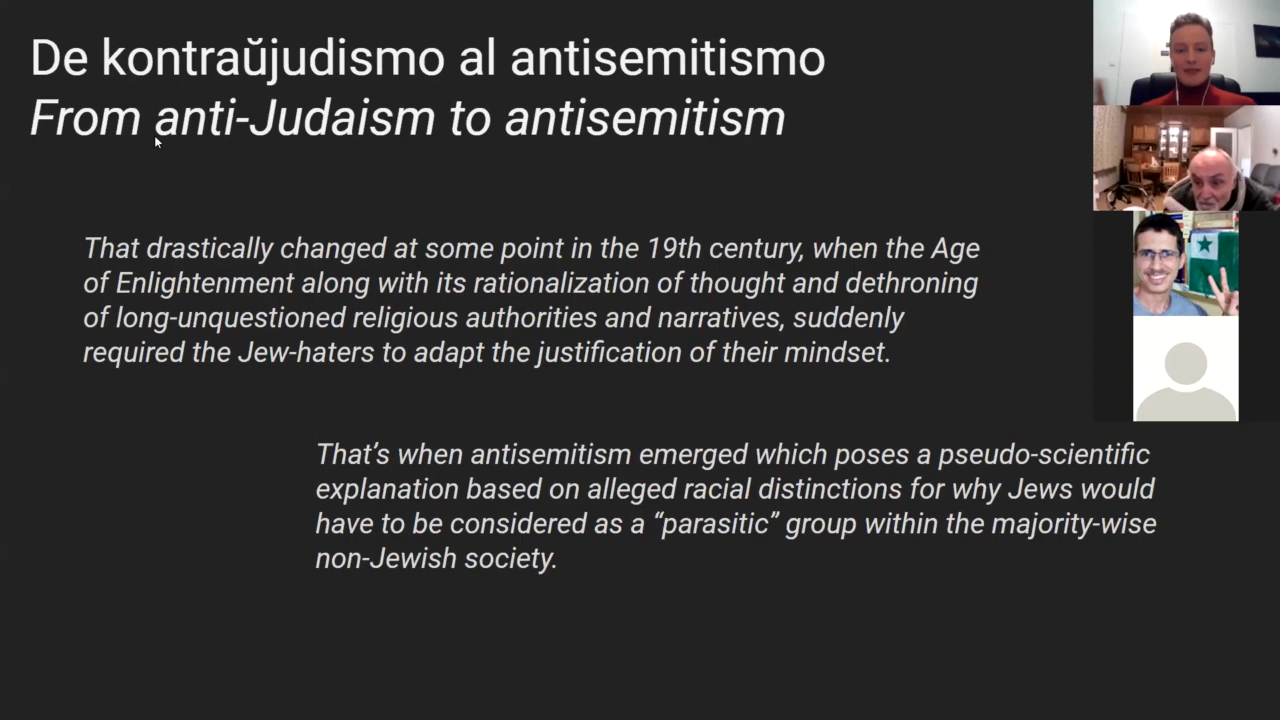 De kontraŭjudismo al antisemitismo
From anti-Judaism to antisemitism
That drastically changed at some point in the 19th century, when the Age
of Enlightenment along with its rationalization of thought and dethroning
of long-unquestioned religious authorities and narratives, suddenly
required the Jew-haters to adapt the justification of their mindset.
That’s when antisemitism emerged which poses a pseudo-scientific
explanation based on alleged racial distinctions for why Jews would
have to be considered as a “parasitic” group within the majority-wise
non-Jewish society.